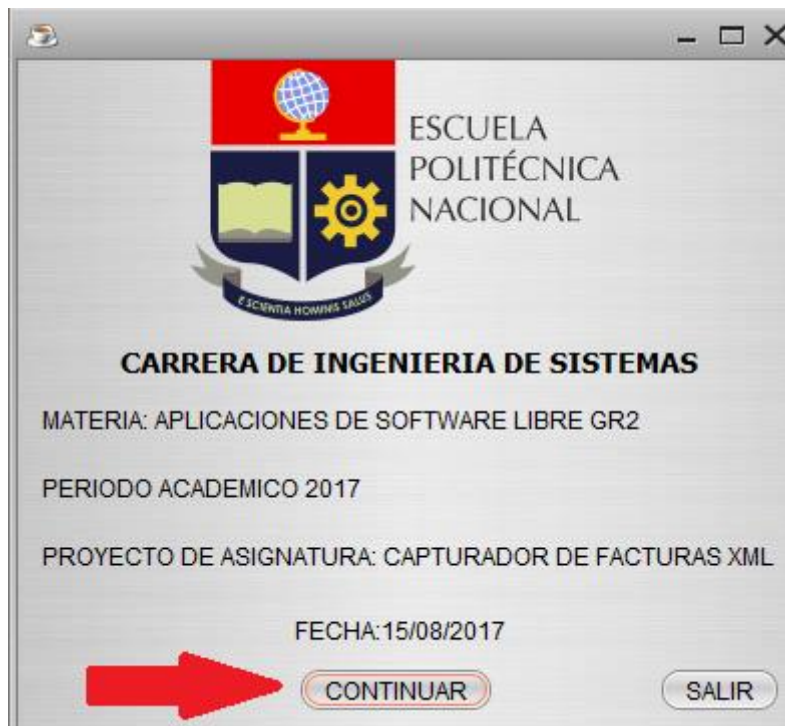 ESCUELA
POLITÉCNICA
NACIONAL
E SCIENTIA HOMINIS SALUS
CARRERA DE INGENIERIA DE SISTEMAS
MATERIA: APLICACIONES DE SOFTWARE LIBRE GR2
PERIODO ACADEMICO 2017
PROYECTO DE ASIGNATURA: CAPTURADOR DE FACTURAS XML
FECHA:15/08/2017
CONTINUAR
SALIR